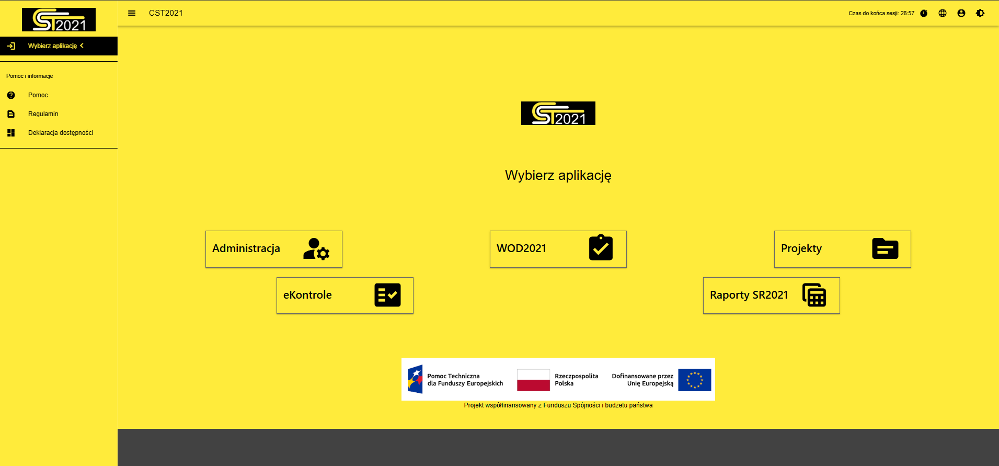 CST2021
Wybierz aplikację
Pomoc i informacje
Pomoc
Regulamin
Deklaracja dostępności
CST2021
Czas do końca sesji: 28:57
CST2021
Wybierz aplikację
Administracja
WOD2021
Projekty
eKontrole
Raporty SR2021
Pomoc Techniczna
dla Funduszy Europejskich
Rzeczpospolita
Polska
Dofinansowane przez
Unię Europejską
Projekt współfinansowany z Funduszu Spójności i budżetu państwa